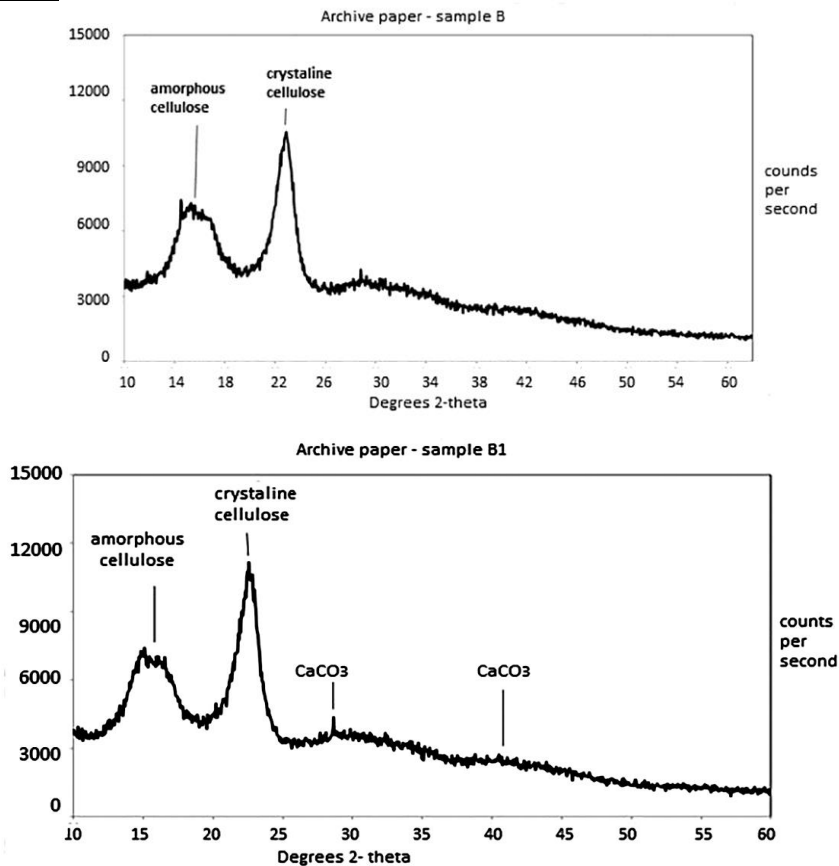 Archive paper - sample B
15000
12000
9000
6000
3000
0
amorphous
cellulose
crystaline
cellulose
counds
per
second
10 14 18 22 26 30 34 38 42 46 50 54 60
Degrees 2-theta
Archive paper - sample B1
15000
12000
9000
6000
3000
0
crystaline
cellulose
amorphous
cellulose
CaCO3
CaCO3
counts
per
second
10 15 20 25 30 35 40 45 50 55 60
Degrees 2- theta